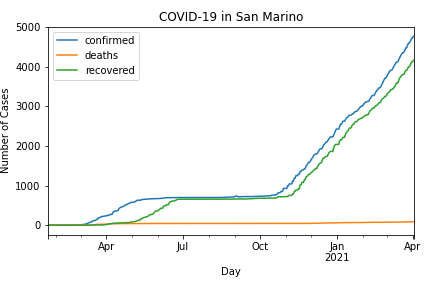 COVID-19 in San Marino
confirmed
deaths
recovered
Number of Cases
5000
4000
3000
2000
1000
0
Apr
Jul
Oct
Jan
2021
Apr
Day